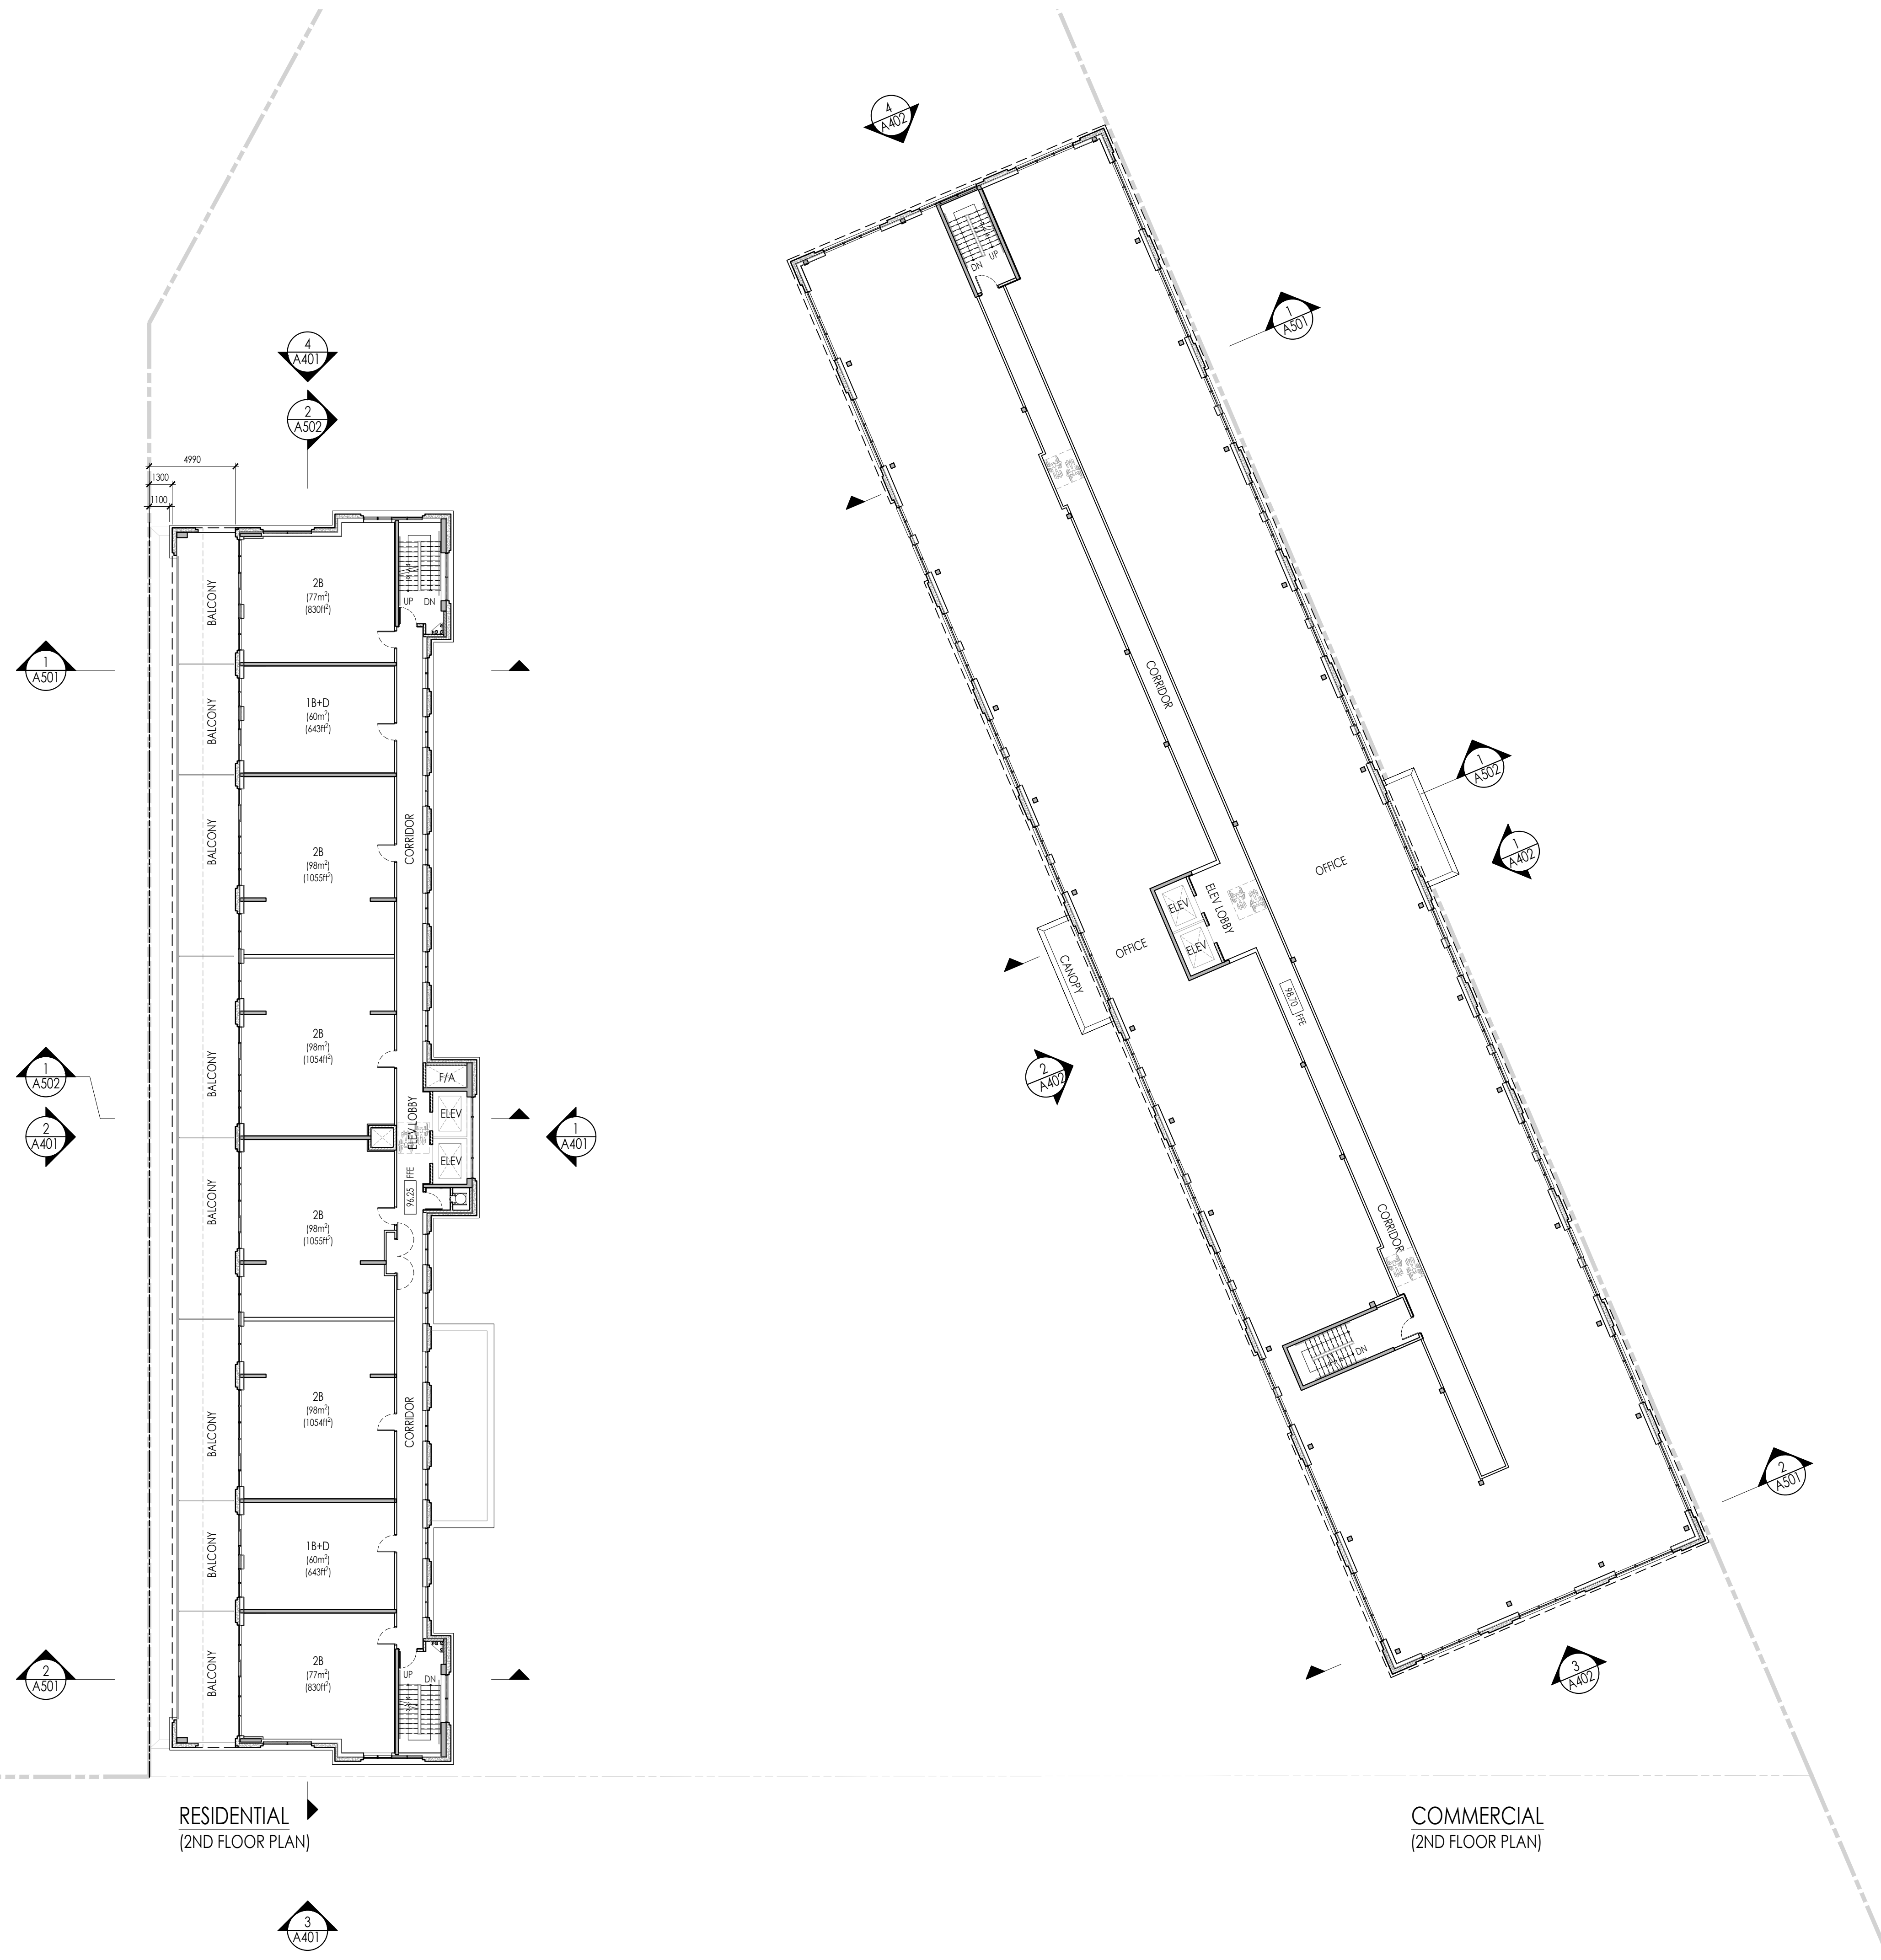 4
A402
1
A501
4
A401
2
A502
4990
1300
1100
DN
UP
BALCONY
2B
(77m²)
(830ft²)
UP
DN
1
A501
BALCONY
1B+D
(60m²)
(643ft²)
CORRIDOR
BALCONY
2B
(98m²)
(1055ft²)
CORRIDOR
1
A502
1
A402
OFFICE
ELEV
ELEV
ELEV LOBBY
OFFICE
CANOPY
98.70
FFE
2
A402
BALCONY
2B
(98m²)
(1054ft²)
F/A
ELEV
ELEV
ELEV LOBBY
96.25
FFE
1
A502
2
A401
1
A401
BALCONY
2B
(98m²)
(1055ft²)
CORRIDOR
DN
BALCONY
2B
(98m²)
(1054ft²)
CORRIDOR
2
A501
BALCONY
1B+D
(60m²)
(643ft²)
BALCONY
2B
(77m²)
(830ft²)
UP
DN
2
A501
3
A402
RESIDENTIAL
(2ND FLOOR PLAN)
COMMERCIAL
(2ND FLOOR PLAN)
3
A401